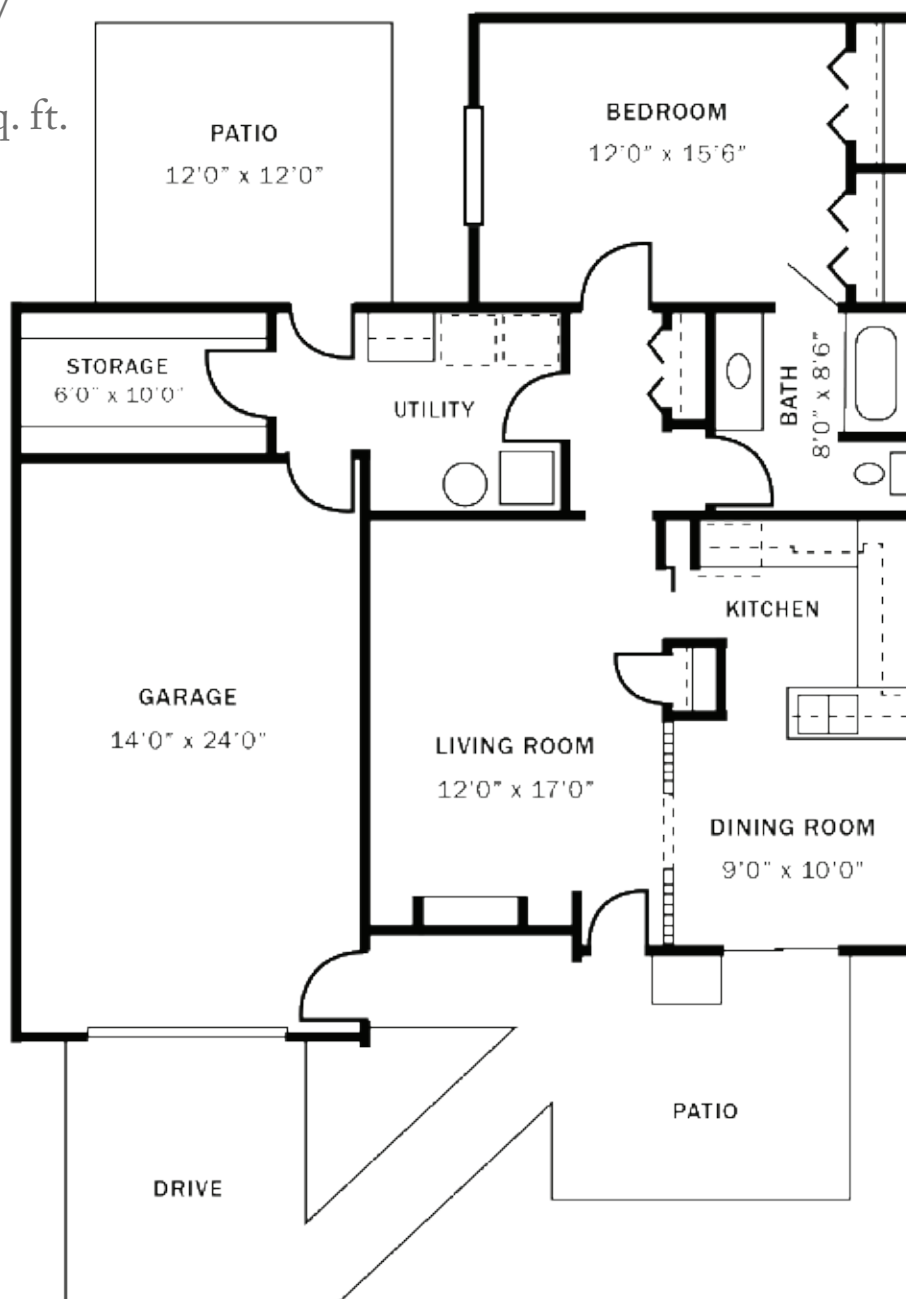 q. ft.
PATIO
12'0" x 12'0"
BEDROOM
12'0" x 15'6"
STORAGE
6'0" x 10'0"
UTILITY
BATH
8'0" x 8'6"
KITCHEN
GARAGE
14'0" x 24'0"
LIVING ROOM
12'0" x 17'0"
DINING ROOM
9'0" x 10'0"
PATIO
DRIVE